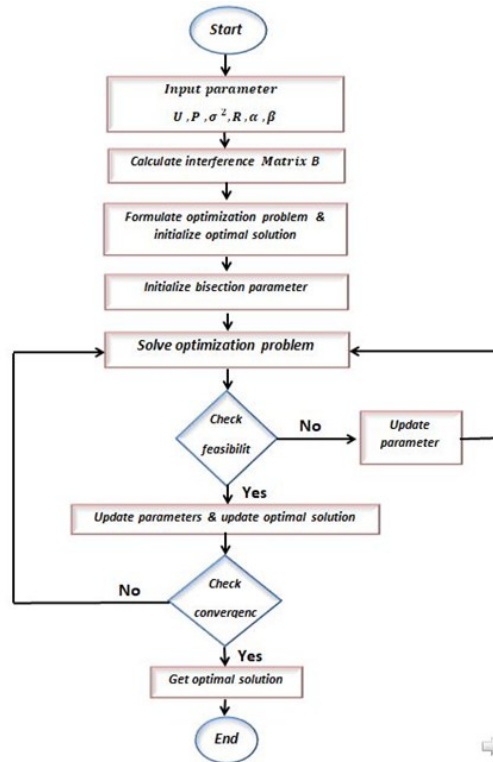 Start
Input parameter
U ,P ,σ², R , α , β
Calculate interference Matrix B
Formulate optimization problem &
initialize optimal solution
Initialize bisection parameter
Solve optimization problem
Check
feasibilit
No
Update
parameter
Yes
Update parameters & update optimal solution
No
Check
convergenc
Yes
Get optimal solution
End